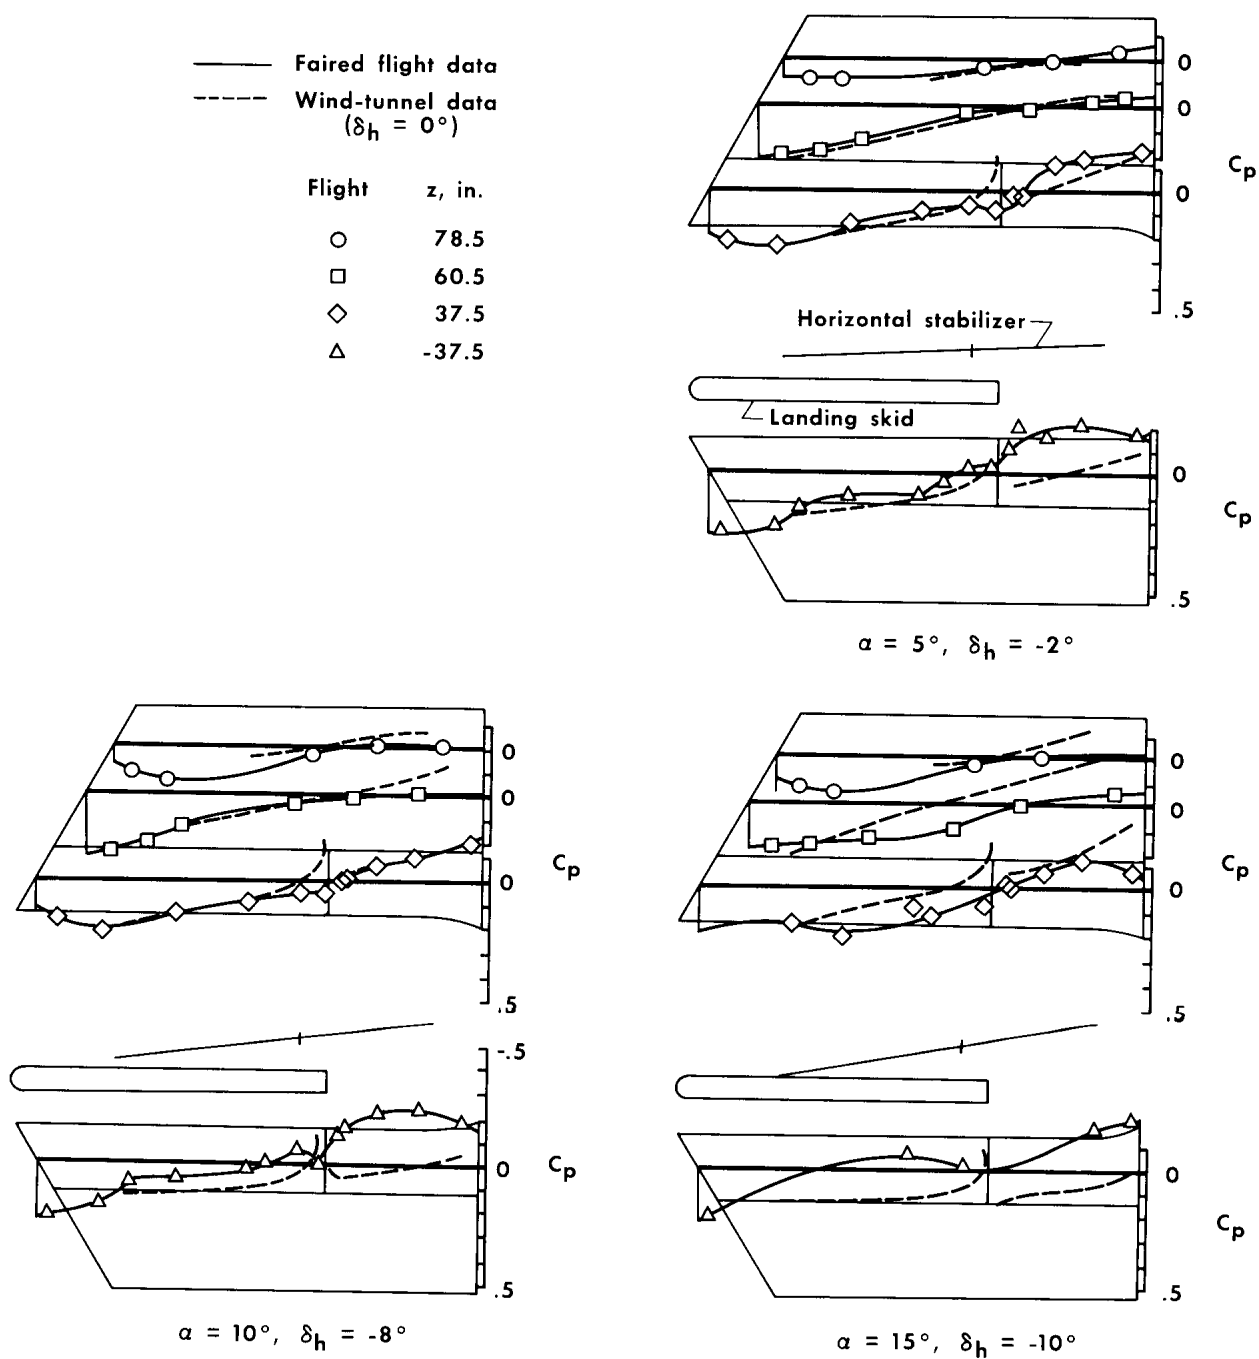 Faired flight data
Wind-tunnel data
(δh = 0°)
Flight z, in.
78.5
60.5
37.5
-37.5
0
0
Cp
0
.5
Horizontal stabilizer
Landing skid
0
Cp
.5
α = 5°, δh = -2°
0
0
Cp
0
.5
-.5
Cp
0
.5
α = 10°, δh = -8°
0
0
Cp
0
.5
0
Cp
.5
α = 15°, δh = -10°